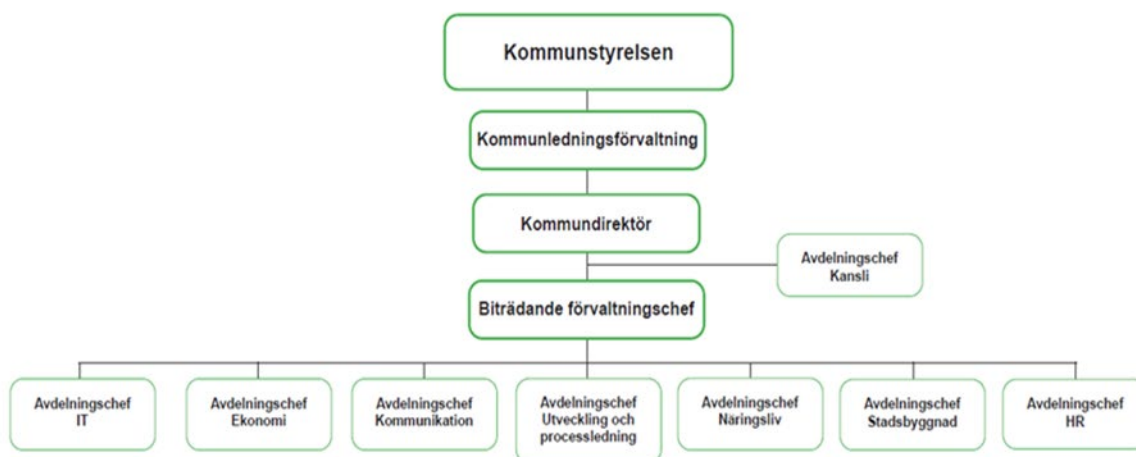 Kommunstyrelsen
Kommunledningsförvaltning
Kommundirektör
Avdelningschef
Kansli
Biträdande förvaltningschef
Avdelningschef
IT
Avdelningschef
Ekonomi
Avdelningschef
Kommunikation
Avdelningschef
Utveckling och
processledning
Avdelningschef
Näringsliv
Avdelningschef
Stadsbyggnad
Avdelningschef
HR